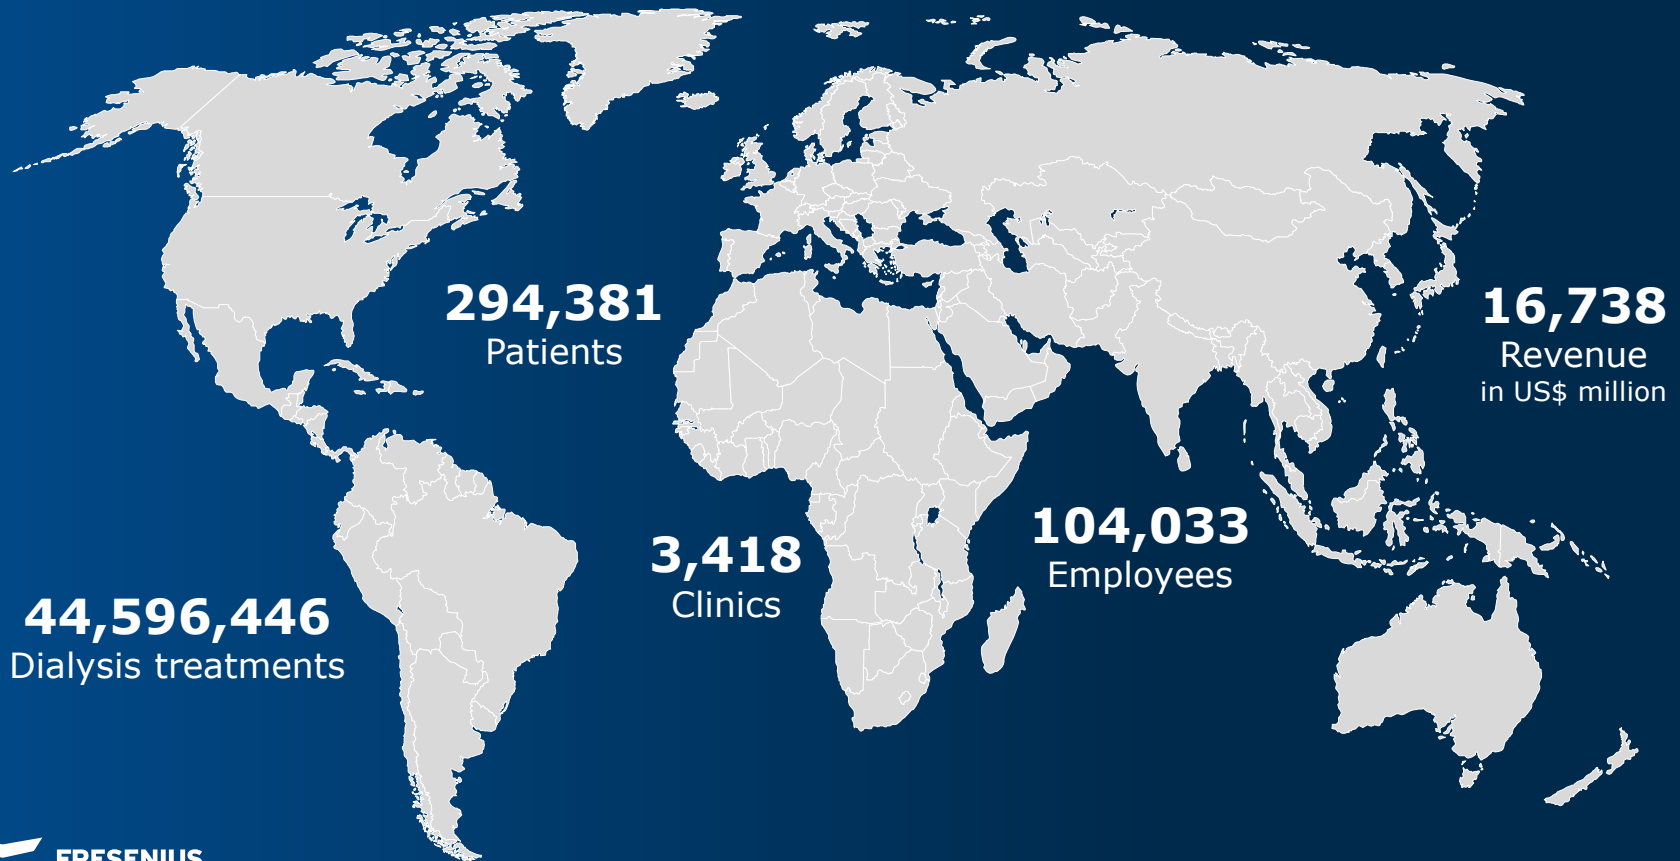 294,381
Patients
16,738
Revenue
in US$ million
104,033
Employees
3,418
Clinics
44,596,446
Dialysis treatments
FRESENIUS